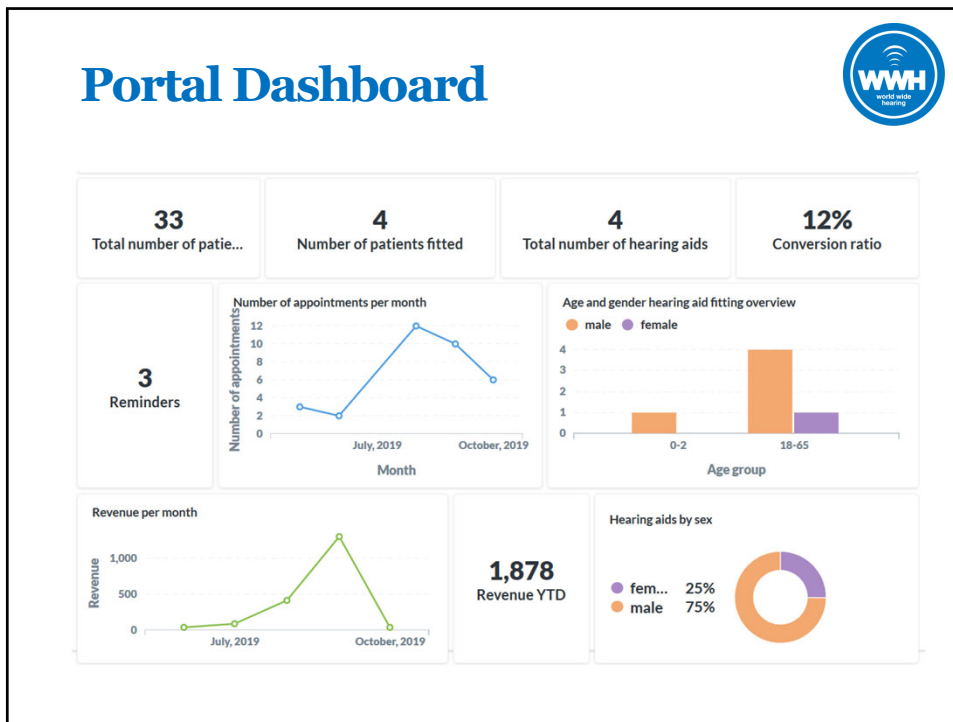 Portal Dashboard
WWH
world wide
hearing
33
Total number of patie...
4
Number of patients fitted
4
Total number of hearing aids
12%
Conversion ratio
3
Reminders
Number of appointments per month
Number of appointments
12
10
8
6
4
2
0
July, 2019
October, 2019
Month
Age and gender hearing aid fitting overview
male female
4
3
2
1
0
0-2
18-65
Age group
Revenue per month
Revenue
1,000
500
0
July, 2019
October, 2019
1,878
Revenue YTD
Hearing aids by sex
fem... 25%
male 75%